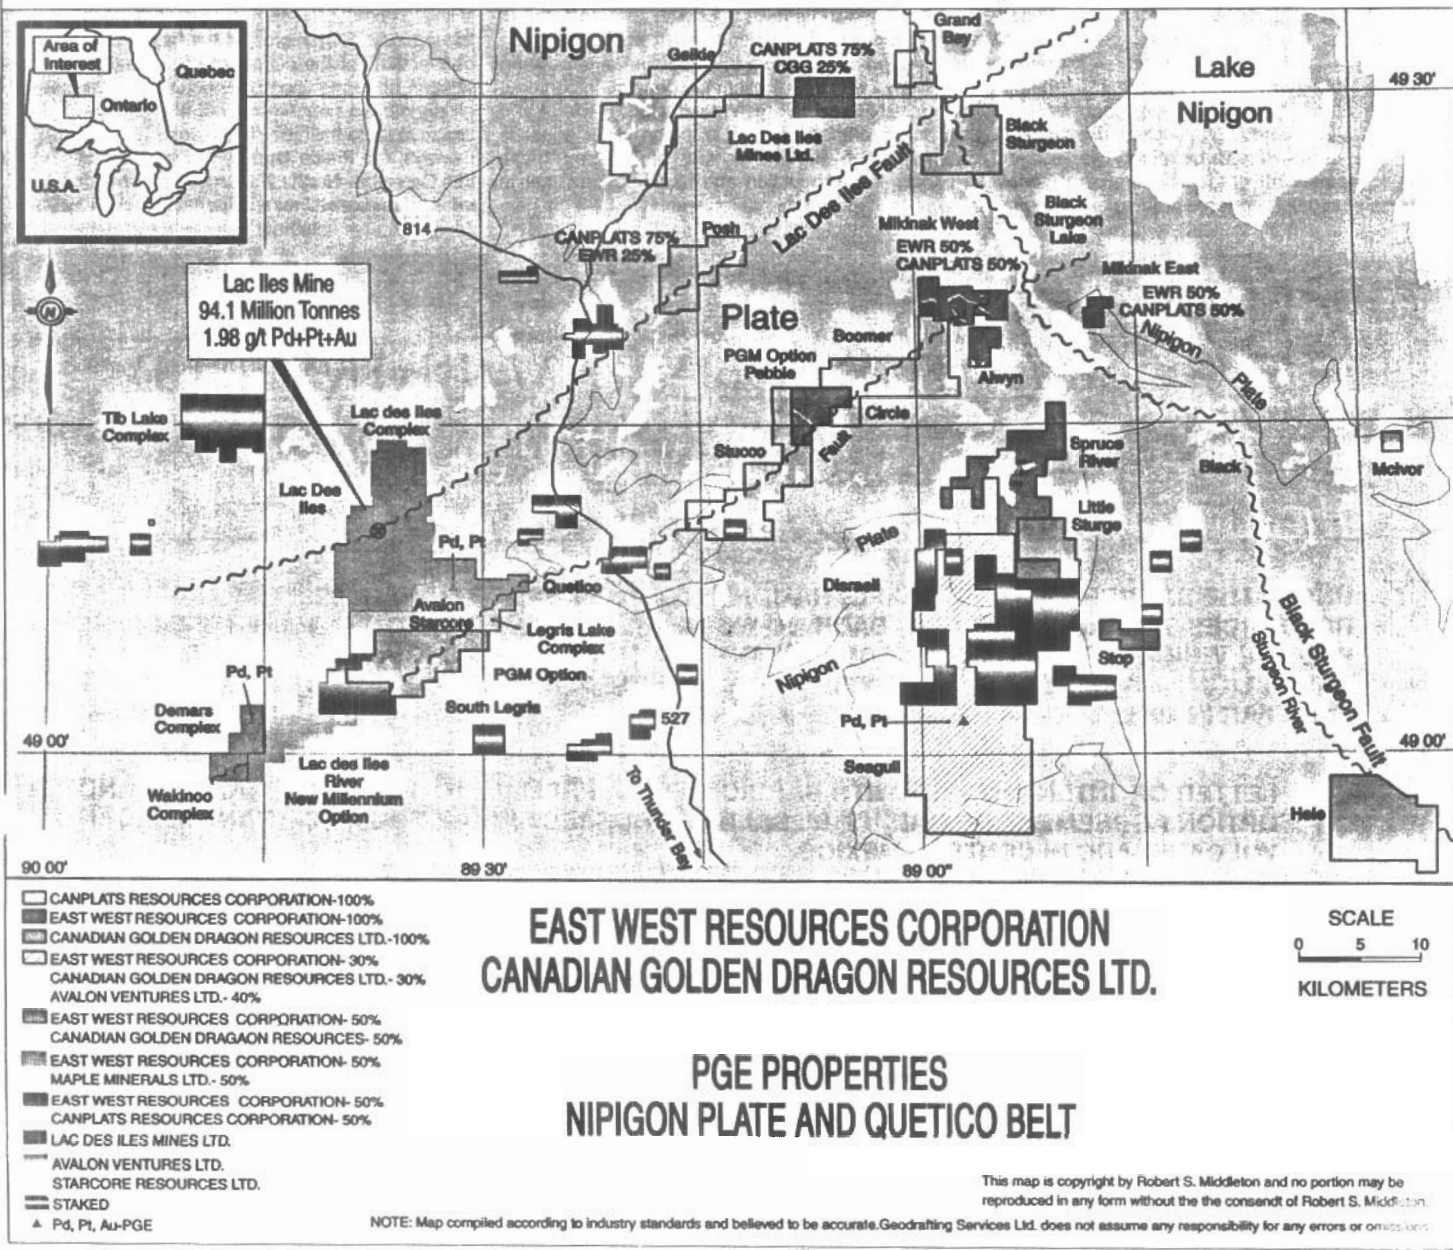 Area of
Interest
Quebec
Ontario
U.S.A.
Nipigon
Geikie
CANPLATS 75%
CGG 25%
Grand
Bay
Lake
Nipigon
49 30'
Lac Des Iles
Mines Ltd.
Black
Sturgeon
Lac Des Iles Fault
814
CANPLATS 75%
EWR 25%
Posh
Mikinak West
EWR 50%
CANPLATS 50%
Black
Sturgeon
Lake
Mikinak East
EWR 50%
CANPLATS 50%
N
Lac Iles Mine
94.1 Million Tonnes
1.98 g/t Pd+Pt+Au
Plate
Boomer
PGM Option
Pebble
Nipigon
Plate
Alwyn
Tib Lake
Complex
Lac des Iles
Complex
Circle
Fault
Stucco
Spruce
River
Black
McIvor
Lac Des
Iles
Little
Sturge
Pd, Pt
Plate
Quetico
Disraeli
Avalon
Starcore
Legris Lake
Complex
Black Sturgeon Fault
Sturgeon River
Stop
Pd, Pt
PGM Option
Nipigon
Demars
Complex
South Legris
527
Pd, Pt
49 00'
49 00'
Lac des Iles
River
New Millennium
Option
Seagull
To Thunder Bay
Wakinoo
Complex
Hele
90 00'
89 30'
89 00"
CANPLATS RESOURCES CORPORATION-100%
EAST WEST RESOURCES CORPORATION-100%
CANADIAN GOLDEN DRAGON RESOURCES LTD.-100%
EAST WEST RESOURCES CORPORATION- 30%
CANADIAN GOLDEN DRAGON RESOURCES LTD.- 30%
AVALON VENTURES LTD.- 40%
EAST WEST RESOURCES CORPORATION- 50%
CANADIAN GOLDEN DRAGAON RESOURCES- 50%
EAST WEST RESOURCES CORPORATION- 50%
MAPLE MINERALS LTD.- 50%
EAST WEST RESOURCES CORPORATION- 50%
CANPLATS RESOURCES CORPORATION- 50%
LAC DES ILES MINES LTD.
AVALON VENTURES LTD.
STARCORE RESOURCES LTD.
STAKED
Pd, Pt, Au-PGE
EAST WEST RESOURCES CORPORATION
CANADIAN GOLDEN DRAGON RESOURCES LTD.
SCALE
0 5 10
KILOMETERS
PGE PROPERTIES
NIPIGON PLATE AND QUETICO BELT
This map is copyright by Robert S. Middleton and no portion may be
reproduced in any form without the the consendt of Robert S. Middleton.
NOTE: Map compiled according to industry standards and believed to be accurate.Geodrafting Services Ltd. does not assume any responsibility for any errors or omissions